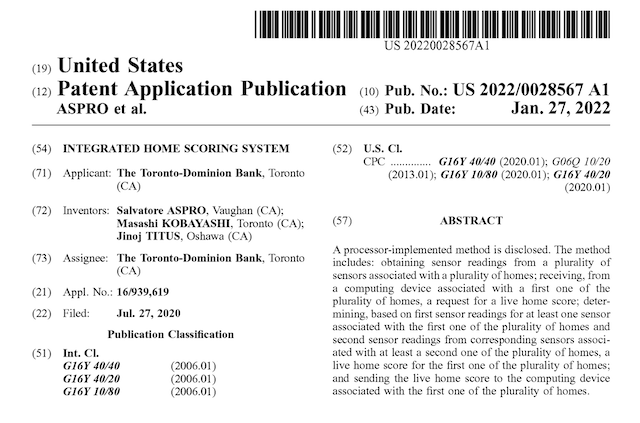 US 20220028567A1
(19) United States
(12) Patent Application Publication
ASPRO et al.
(10) Pub. No.: US 2022/0028567 A1
(43) Pub. Date: Jan. 27, 2022
(54) INTEGRATED HOME SCORING SYSTEM
(71) Applicant: The Toronto-Dominion Bank, Toronto
(CA)
(72) Inventors: Salvatore ASPRO, Vaughan (CA);
Masashi KOBAYASHI, Toronto (CA);
Jinoj TITUS, Oshawa (CA)
(73) Assignee: The Toronto-Dominion Bank, Toronto
(CA)
(21) Appl. No.: 16/939,619
(22) Filed: Jul. 27, 2020
Publication Classification
(51) Int. Cl.
G16Y 40/40 (2006.01)
G16Y 40/20 (2006.01)
G16Y 10/80 (2006.01)
(52) U.S. Cl.
CPC .............. G16Y 40/40 (2020.01); G06Q 10/20
(2013.01); G16Y 10/80 (2020.01); G16Y 40/20
(2020.01)
(57) ABSTRACT
A processor-implemented method is disclosed. The method
includes: obtaining sensor readings from a plurality of
sensors associated with a plurality of homes; receiving, from
a computing device associated with a first one of the
plurality of homes, a request for a live home score; deter-
mining, based on first sensor readings for at least one sensor
associated with the first one of the plurality of homes and
second sensor readings from corresponding sensors associ-
ated with at least a second one of the plurality of homes, a
live home score for the first one of the plurality of homes;
and sending the live home score to the computing device
associated with the first one of the plurality of homes.